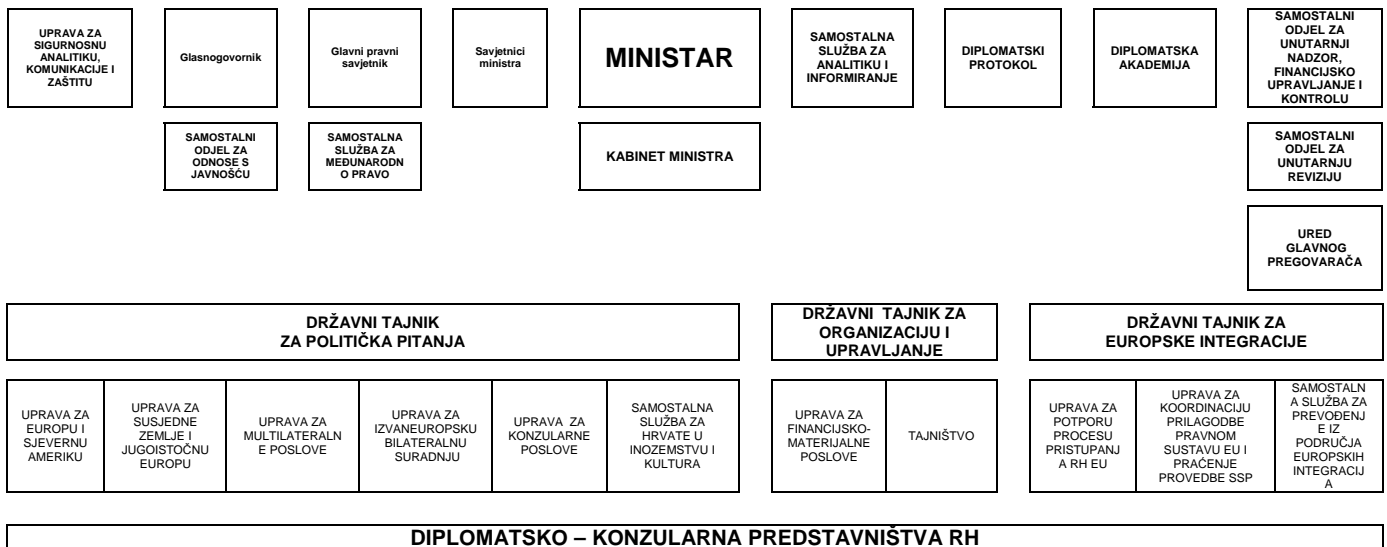 UPRAVA ZA
SIGURNOSNU
ANALITIKU,
KOMUNIKACIJE I
ZAŠTITU
Glasnogovornik
Glavni pravni
savjetnik
Savjetnici
ministra
MINISTAR
SAMOSTALNA
SLUŽBA ZA
ANALITIKU I
INFORMIRANJE
DIPLOMATSKI
PROTOKOL
DIPLOMATSKA
AKADEMIJA
SAMOSTALNI
ODJEL ZA
UNUTARNJI
NADZOR,
FINANCIJSKO
UPRAVLJANJE I
KONTROLU
SAMOSTALNI
ODJEL ZA
ODNOSE S
JAVNOŠĆU
SAMOSTALNA
SLUŽBA ZA
MEĐUNARODN
O PRAVO
KABINET MINISTRA
SAMOSTALNI
ODJEL ZA
UNUTARNJU
REVIZIJU
URED
GLAVNOG
PREGOVARAČA
DRŽAVNI TAJNIK
ZA POLITIČKA PITANJA
DRŽAVNI TAJNIK ZA
ORGANIZACIJU I
UPRAVLJANJE
DRŽAVNI TAJNIK ZA
EUROPSKE INTEGRACIJE
UPRAVA ZA
EUROPU I
SJEVERNU
AMERIKU
UPRAVA ZA
SUSJEDNE
ZEMLJE I
JUGOISTOČNU
EUROPU
UPRAVA ZA
MULTILATERALN
E POSLOVE
UPRAVA ZA
IZVANEUROPSKU
BILATERALNU
SURADNJU
UPRAVA ZA
KONZULARNE
POSLOVE
SAMOSTALNA
SLUŽBA ZA
HRVATE U
INOZEMSTVU I
KULTURA
UPRAVA ZA
FINANCIJSKO-
MATERIJALNE
POSLOVE
TAJNIŠTVO
UPRAVA ZA
POTPORU
PROCESU
PRISTUPANJ
A RH EU
UPRAVA ZA
KOORDINACIJU
PRILAGODBE
PRAVNOM
SUSTAVU EU I
PRAĆENJE
PROVEDBE SSP
SAMOSTALN
A SLUŽBA ZA
PREVOĐENJ
E IZ
PODRUČJA
EUROPSKIH
INTEGRACIJ
A
DIPLOMATSKO – KONZULARNA PREDSTAVNIŠTVA RH